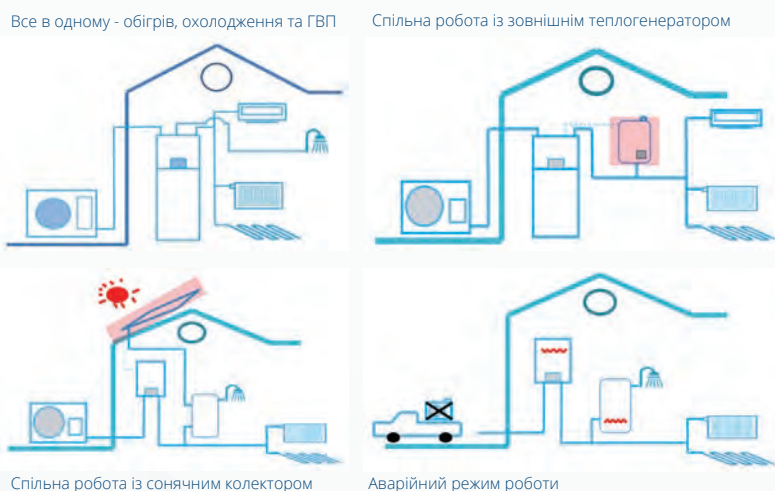 Все в одному - обігрів, охолодження та ГВП
Спільна робота із зовнішнім теплогенератором
Спільна робота із сонячним колектором
Аварійний режим роботи